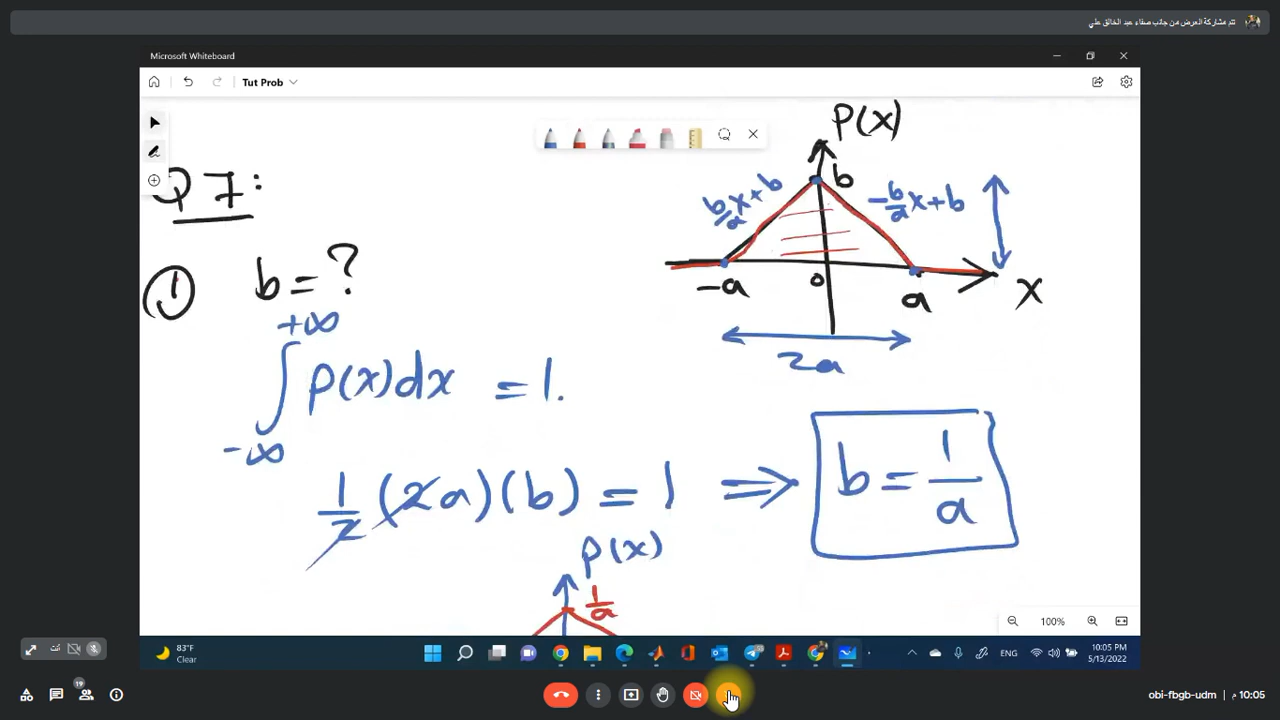 تتم مشاركة العرض من جانب صفاء عبد الخالق علي
Microsoft Whiteboard
Tut Prob
P(x)
Q7:
b
b/a x+b
-b/a x+b
① b = ?
-a
0
a
x
2a
+∞
∫ p(x)dx = 1.
-∞
1/2 (2a)(b) = 1 ⇒ b = 1/a
p(x)
1/a
100%
83°F
Clear
ENG
10:05 PM
5/13/2022
19
obi-fbgb-udm | 10:05 م